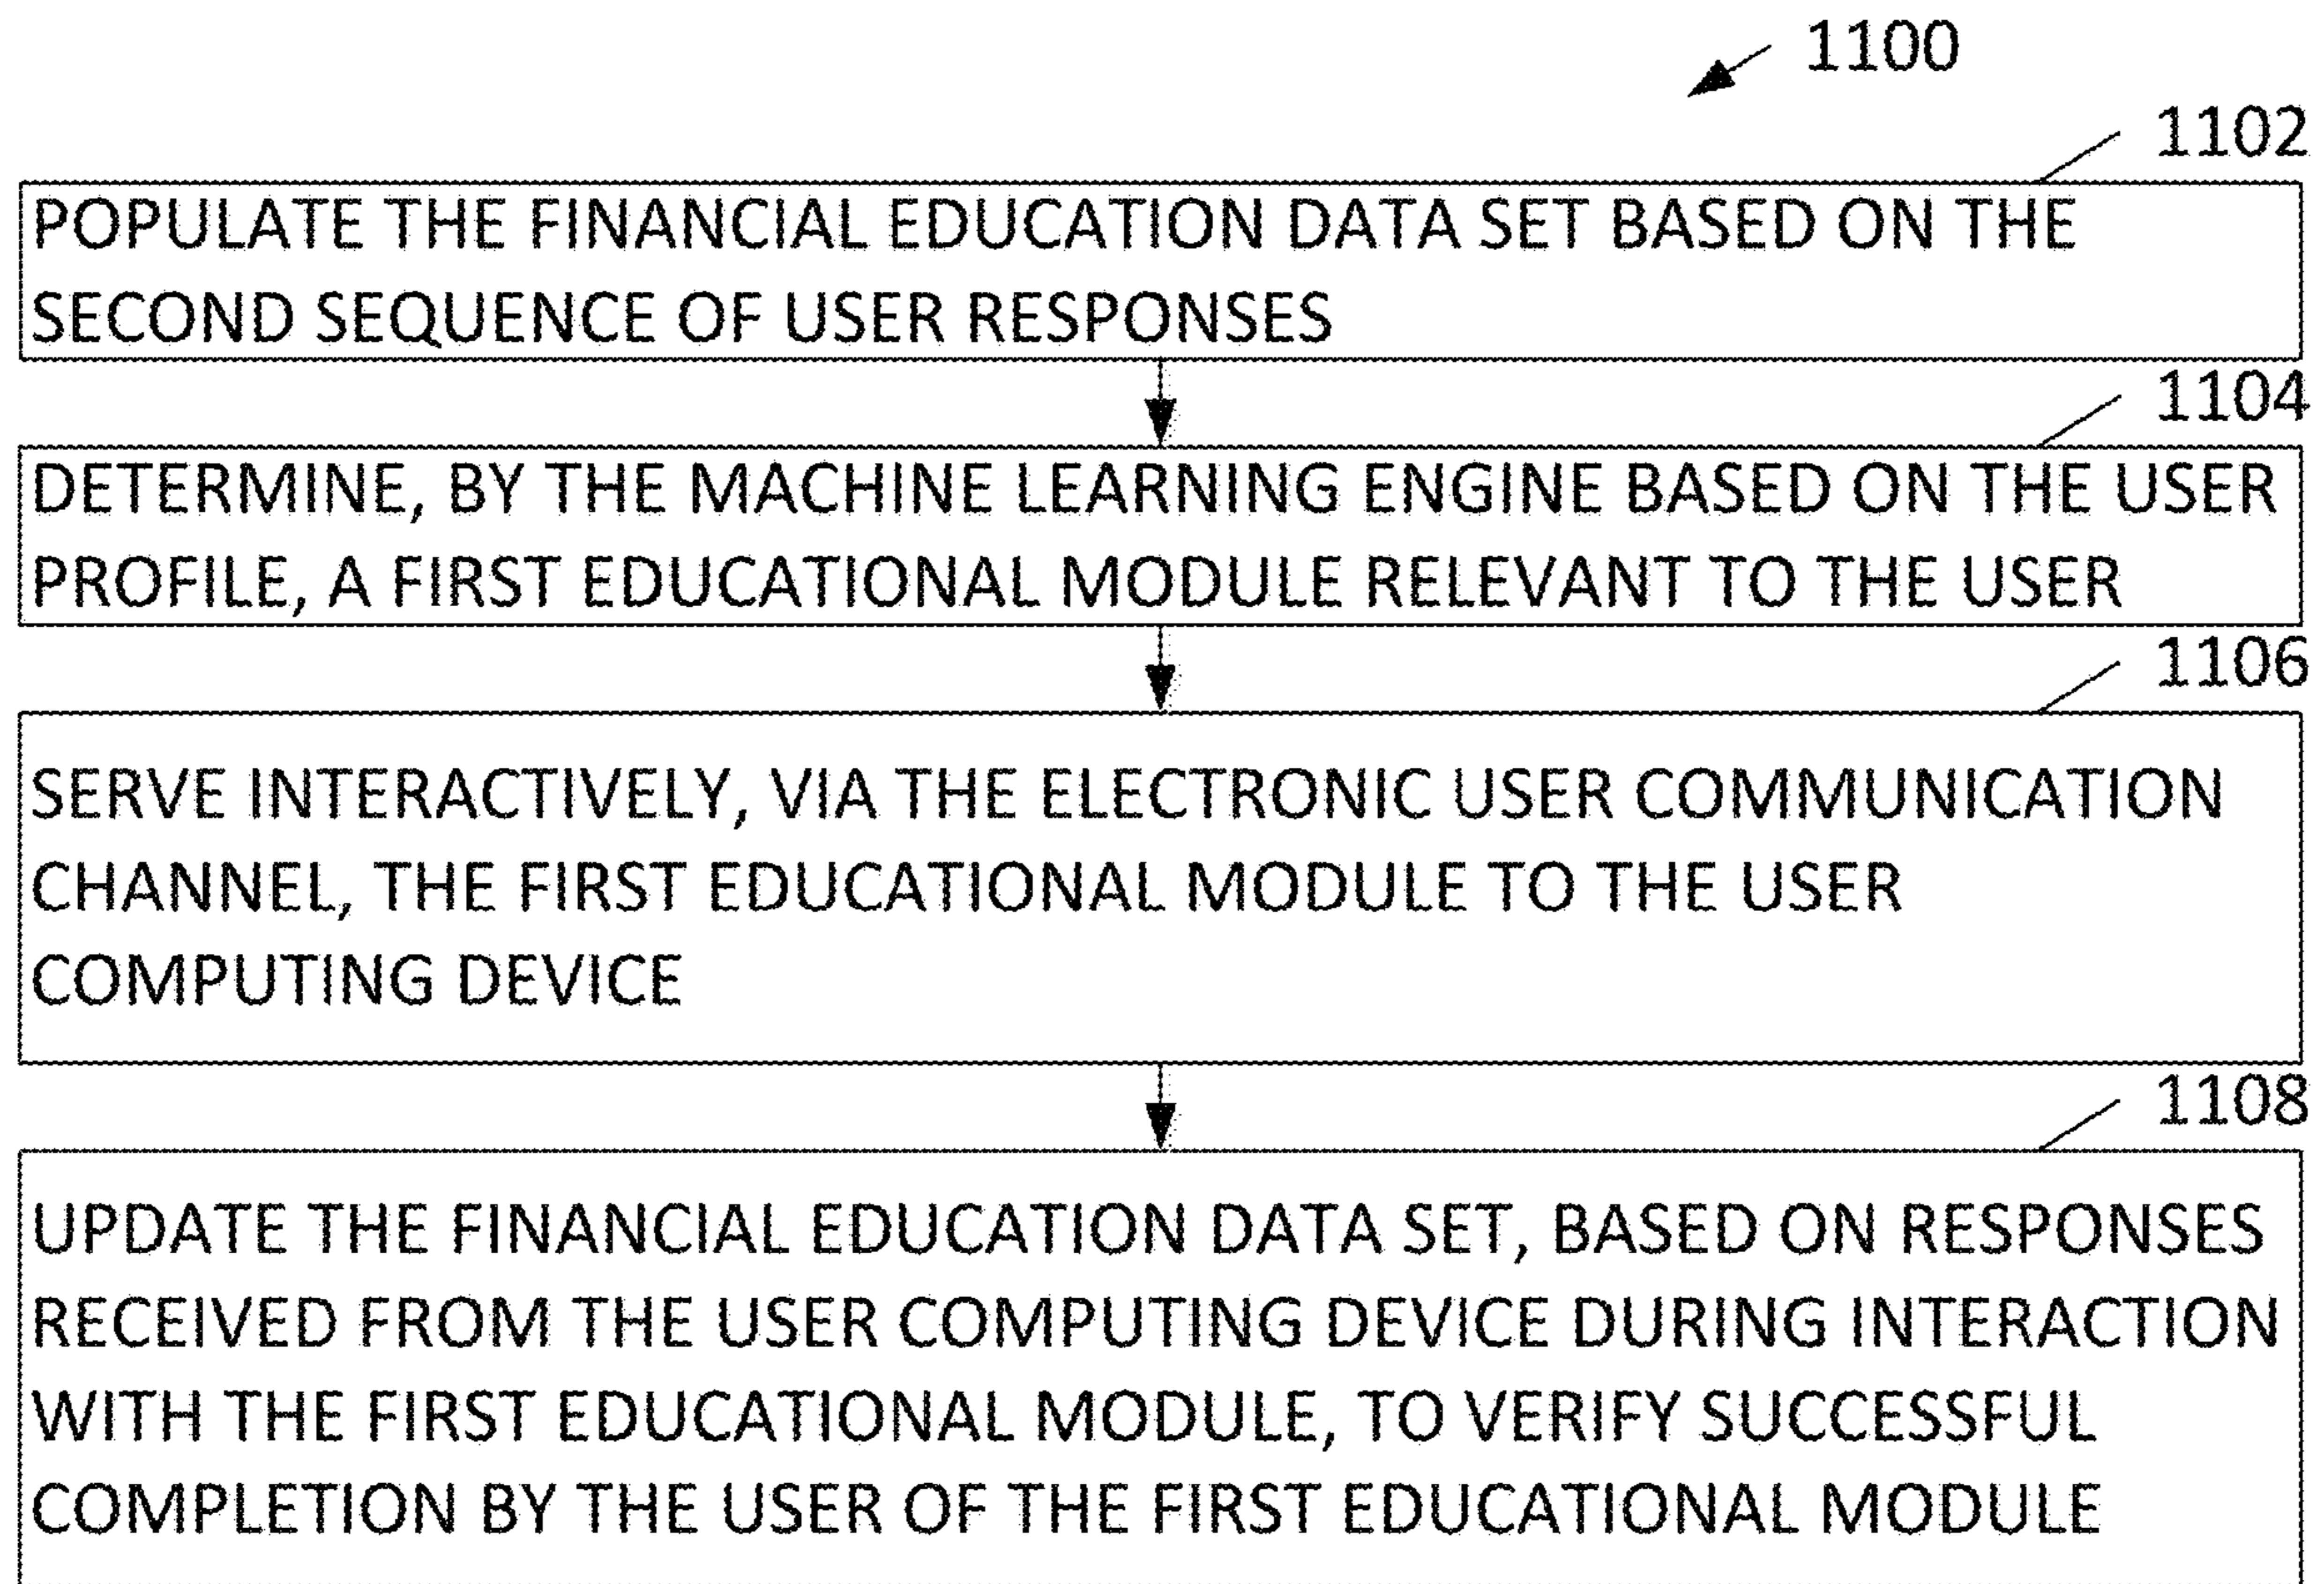 1100
1102
POPULATE THE FINANCIAL EDUCATION DATA SET BASED ON THE
SECOND SEQUENCE OF USER RESPONSES
1104
DETERMINE, BY THE MACHINE LEARNING ENGINE BASED ON THE USER
PROFILE, A FIRST EDUCATIONAL MODULE RELEVANT TO THE USER
1106
SERVE INTERACTIVELY, VIA THE ELECTRONIC USER COMMUNICATION
CHANNEL, THE FIRST EDUCATIONAL MODULE TO THE USER
COMPUTING DEVICE
1108
UPDATE THE FINANCIAL EDUCATION DATA SET, BASED ON RESPONSES
RECEIVED FROM THE USER COMPUTING DEVICE DURING INTERACTION
WITH THE FIRST EDUCATIONAL MODULE, TO VERIFY SUCCESSFUL
COMPLETION BY THE USER OF THE FIRST EDUCATIONAL MODULE